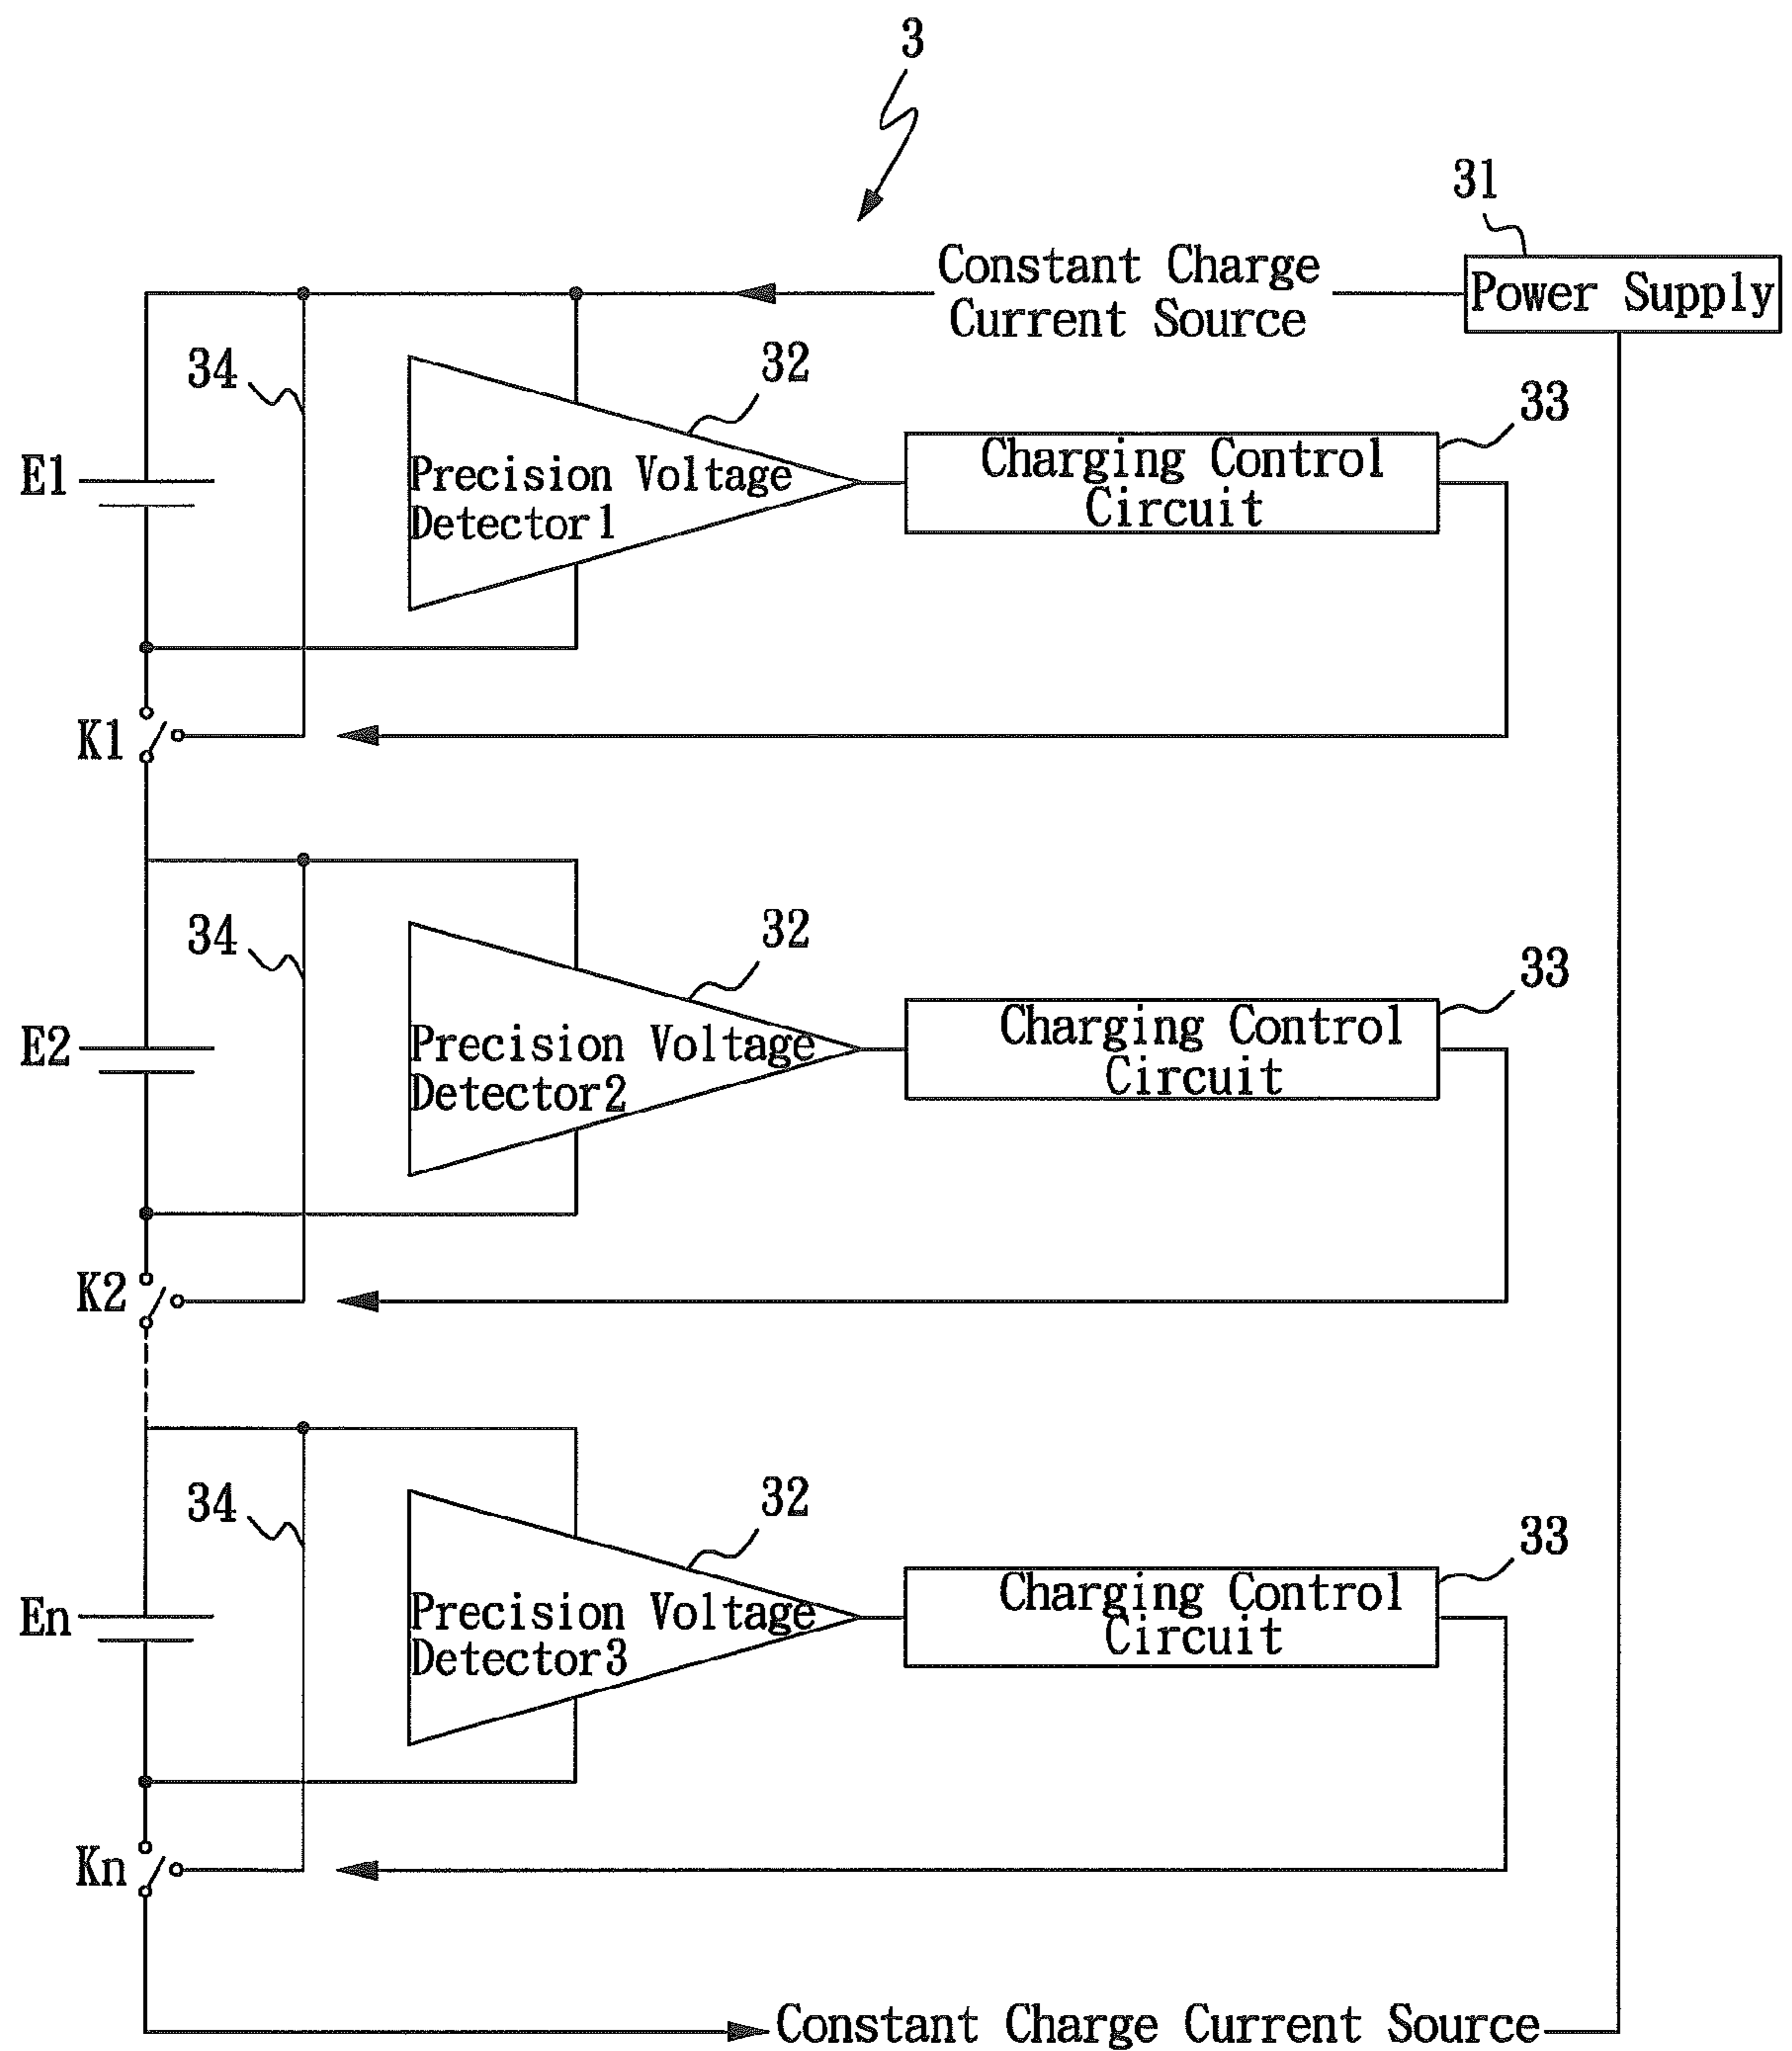 3
31
Constant Charge
Current Source
Power Supply
34
32
33
E1
Precision Voltage
Detector1
Charging Control
Circuit
K1
34
32
33
E2
Precision Voltage
Detector2
Charging Control
Circuit
K2
34
32
33
En
Precision Voltage
Detector3
Charging Control
Circuit
Kn
Constant Charge Current Source